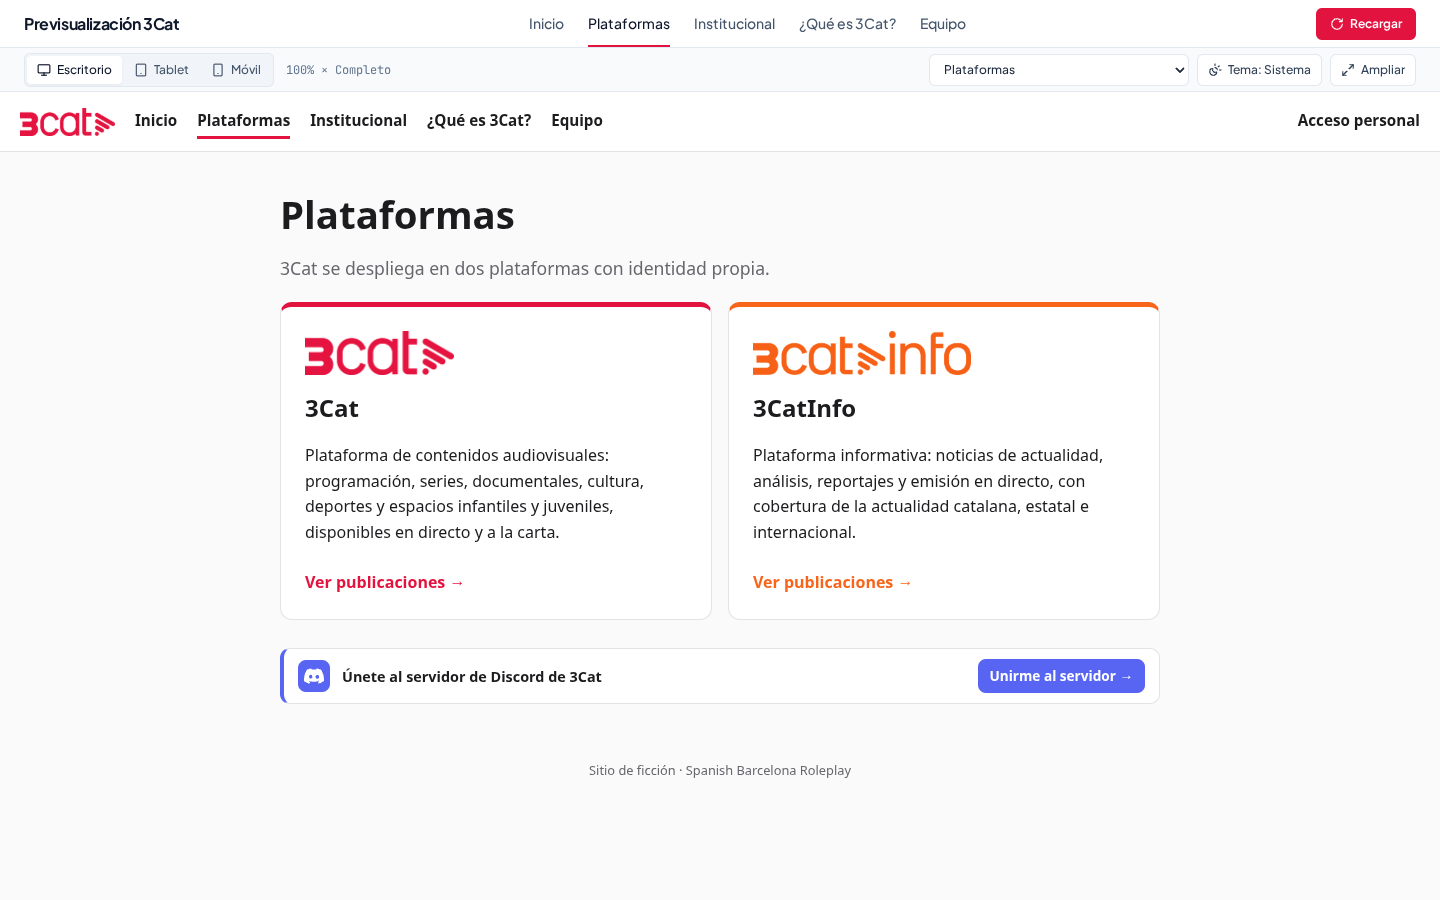 Previsualización 3Cat
Inicio Plataformas Institucional ¿Qué es 3Cat? Equipo
Recargar
Escritorio Tablet Móvil 100% × Completo
Plataformas Tema: Sistema Ampliar
3cat Inicio Plataformas Institucional ¿Qué es 3Cat? Equipo Acceso personal
Plataformas
3Cat se despliega en dos plataformas con identidad propia.
3cat
3Cat
Plataforma de contenidos audiovisuales:
programación, series, documentales, cultura,
deportes y espacios infantiles y juveniles,
disponibles en directo y a la carta.
Ver publicaciones →
3cat info
3CatInfo
Plataforma informativa: noticias de actualidad,
análisis, reportajes y emisión en directo, con
cobertura de la actualidad catalana, estatal e
internacional.
Ver publicaciones →
Únete al servidor de Discord de 3Cat
Unirme al servidor →
Sitio de ficción · Spanish Barcelona Roleplay